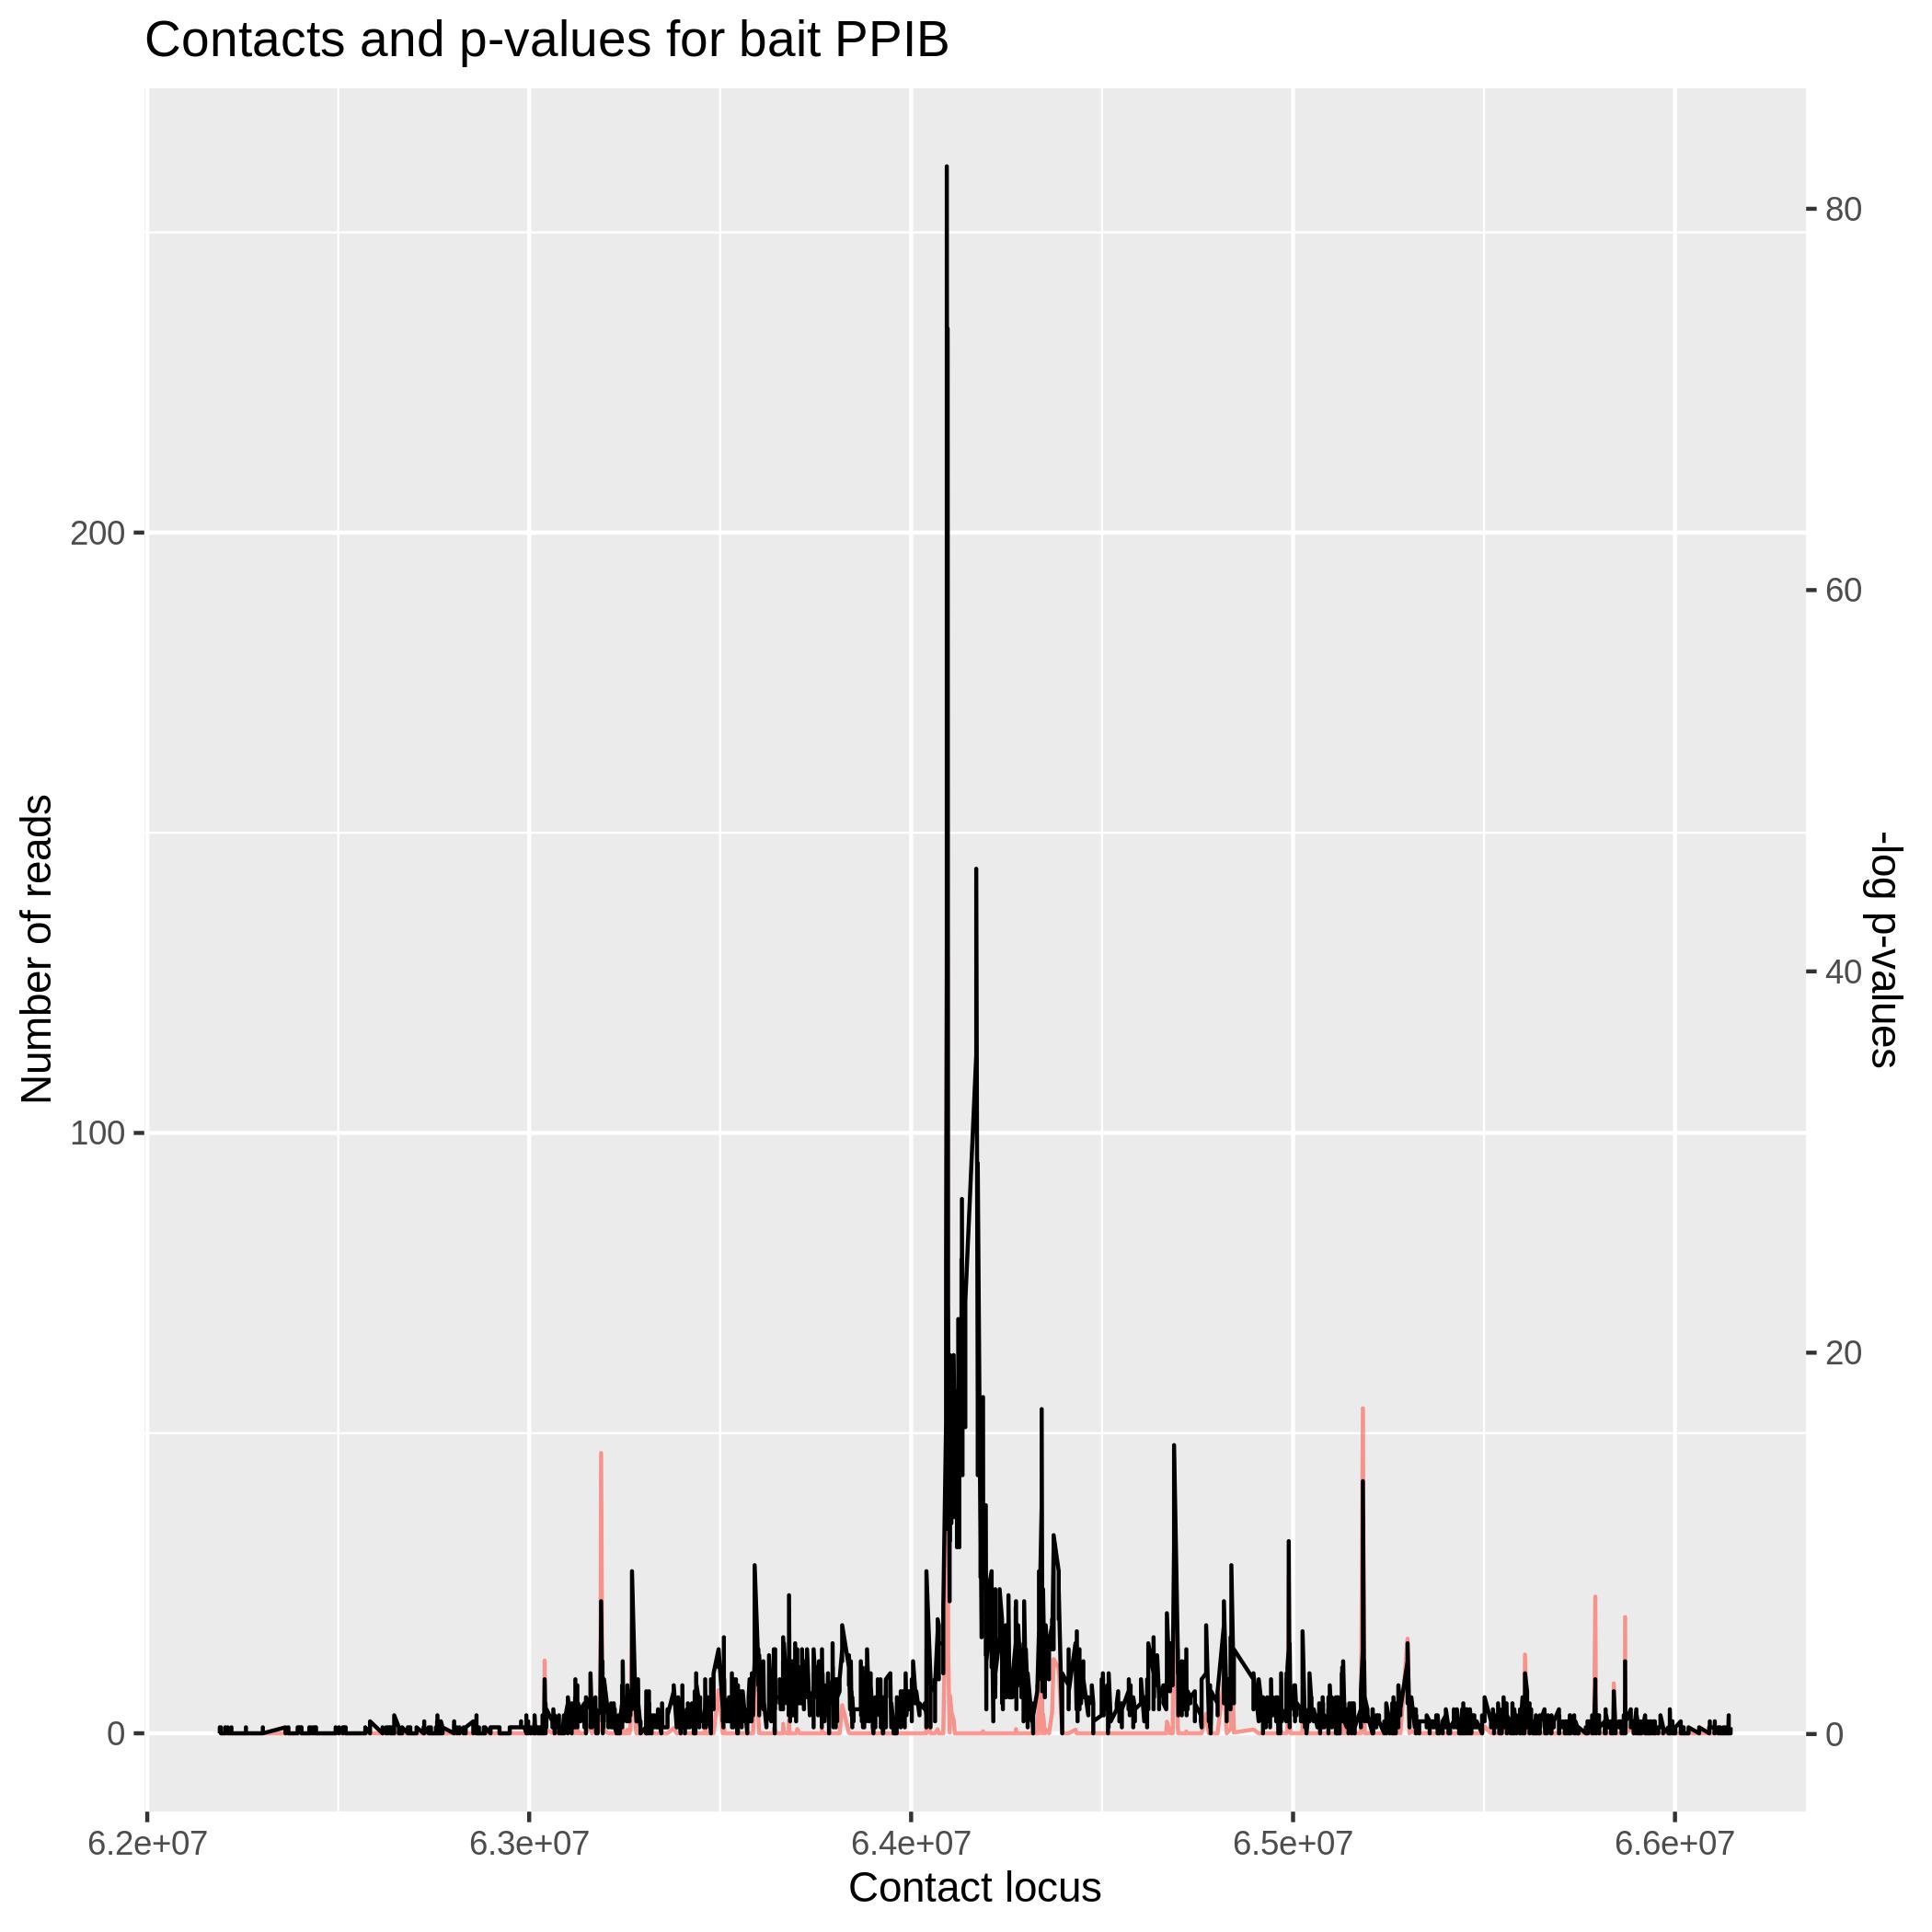 Contacts and p-values for bait PPIB
Number of reads
200
100
0
80
60
40
20
0
-log p-values
6.2e+07
6.3e+07
6.4e+07
6.5e+07
6.6e+07
Contact locus